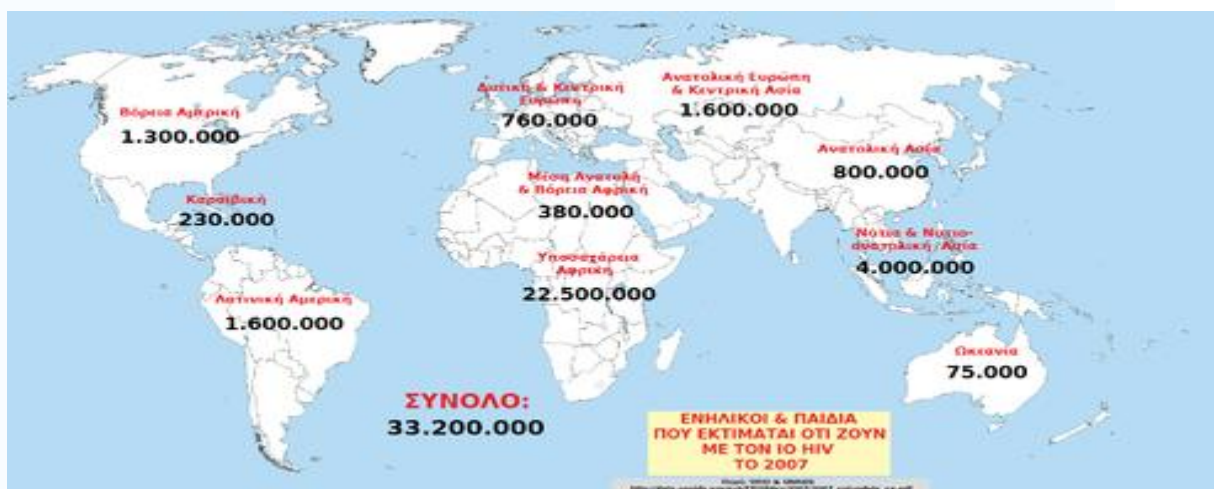 Βόρεια Αμερική
1.300.000
Δυτική & Κεντρική
Ευρώπη
760.000
Ανατολική Ευρώπη
& Κεντρική Ασία
1.600.000
Ανατολική Ασία
800.000
Καραϊβική
230.000
Μέση Ανατολή
& Βόρεια Αφρική
380.000
Νότια & Νοτιο-
ανατολική Ασία
4.000.000
Υποσαχάρεια
Αφρική
22.500.000
Λατινική Αμερική
1.600.000
Ωκεανία
75.000
ΣΥΝΟΛΟ:
33.200.000
ΕΝΗΛΙΚΟΙ & ΠΑΙΔΙΑ
ΠΟΥ ΕΚΤΙΜΑΤΑΙ ΟΤΙ ΖΟΥΝ
ΜΕ ΤΟΝ ΙΟ HIV
ΤΟ 2007